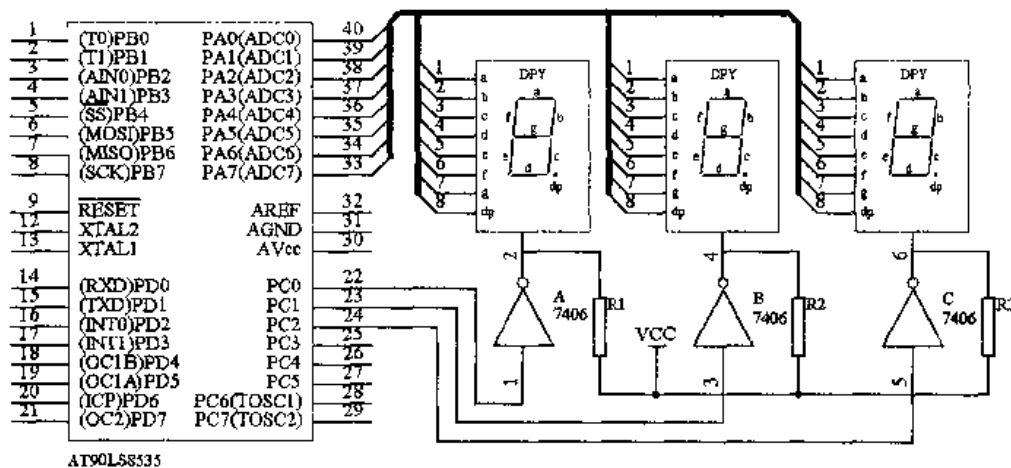 1 (T0)PB0 PA0(ADC0) 40
2 (T1)PB1 PA1(ADC1) 39
3 (AIN0)PB2 PA2(ADC2) 38
4 (AIN1)PB3 PA3(ADC3) 37
5 (SS)PB4 PA4(ADC4) 36
6 (MOSI)PB5 PA5(ADC5) 35
7 (MISO)PB6 PA6(ADC6) 34
8 (SCK)PB7 PA7(ADC7) 33
9 RESET AREF 32
12 XTAL2 AGND 31
13 XTAL1 AVcc 30
14 (RXD)PD0 PC0 22
15 (TXD)PD1 PC1 23
16 (INT0)PD2 PC2 24
17 (INT1)PD3 PC3 25
18 (OC1B)PD4 PC4 26
19 (OC1A)PD5 PC5 27
20 (ICP)PD6 PC6(TOSC1) 28
21 (OC2)PD7 PC7(TOSC2) 29
AT90LS8535
DPY
1 a
2 b
3 c
4 d
5 e
6 f
7 g
8 dp
a
f b
g
e c
d
dp
DPY
1 a
2 b
3 c
4 d
5 e
6 f
7 g
8 dp
a
f b
g
e c
d
dp
DPY
1 a
2 b
3 c
4 d
5 e
6 f
7 g
8 dp
a
f b
g
e c
d
dp
2
A
7406
R1
1
VCC
4
B
7406
R2
3
6
C
7406
R3
5